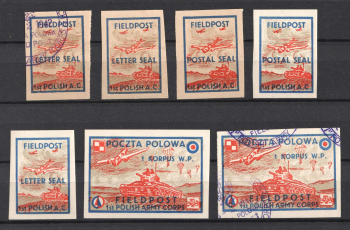 FIELDPOST
LETTER SEAL
1st POLISH A.C.
FIELDPOST
LETTER SEAL
1st POLISH A.C.
FIELDPOST
POSTAL SEAL
1st POLISH A.C.
FIELDPOST
POSTAL SEAL
1st POLISH A.C.
FIELDPOST
LETTER SEAL
1st POLISH A.C.
POCZTA POLOWA
1 KORPUS W.P.
FIELDPOST
1st POLISH ARMY CORPS
POCZTA POLOWA
1 KORPUS W.P.
FIELDPOST
1st POLISH ARMY CORPS